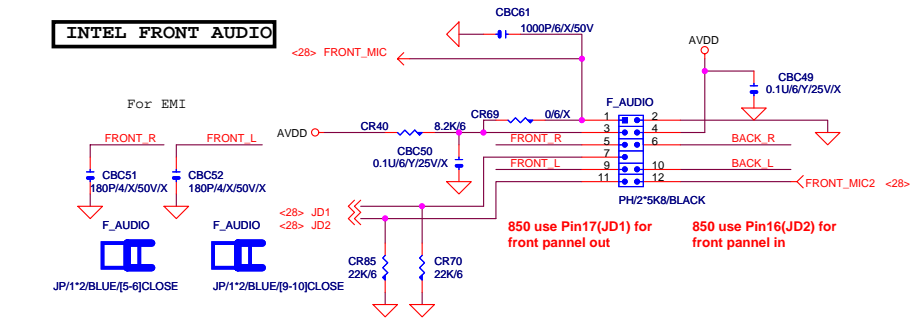 INTEL FRONT AUDIO
CBC61
1000P/6/X/50V
<28> FRONT_MIC
AVDD
CBC49
0.1U/6/Y/25V/X
For EMI
F_AUDIO
CR69
0/6/X
1
2
AVDD
CR40
8.2K/6
3
4
FRONT_R
FRONT_L
FRONT_R
5
6
BACK_R
CBC50
0.1U/6/Y/25V/X
7
FRONT_L
9
10
BACK_L
11
12
FRONT_MIC2 <28>
CBC51
180P/4/X/50V/X
CBC52
180P/4/X/50V/X
PH/2*5K8/BLACK
<28> JD1
<28> JD2
F_AUDIO
F_AUDIO
850 use Pin17(JD1) for
front pannel out
850 use Pin16(JD2) for
front pannel in
CR85
22K/6
CR70
22K/6
JP/1*2/BLUE/[5-6]CLOSE
JP/1*2/BLUE/[9-10]CLOSE